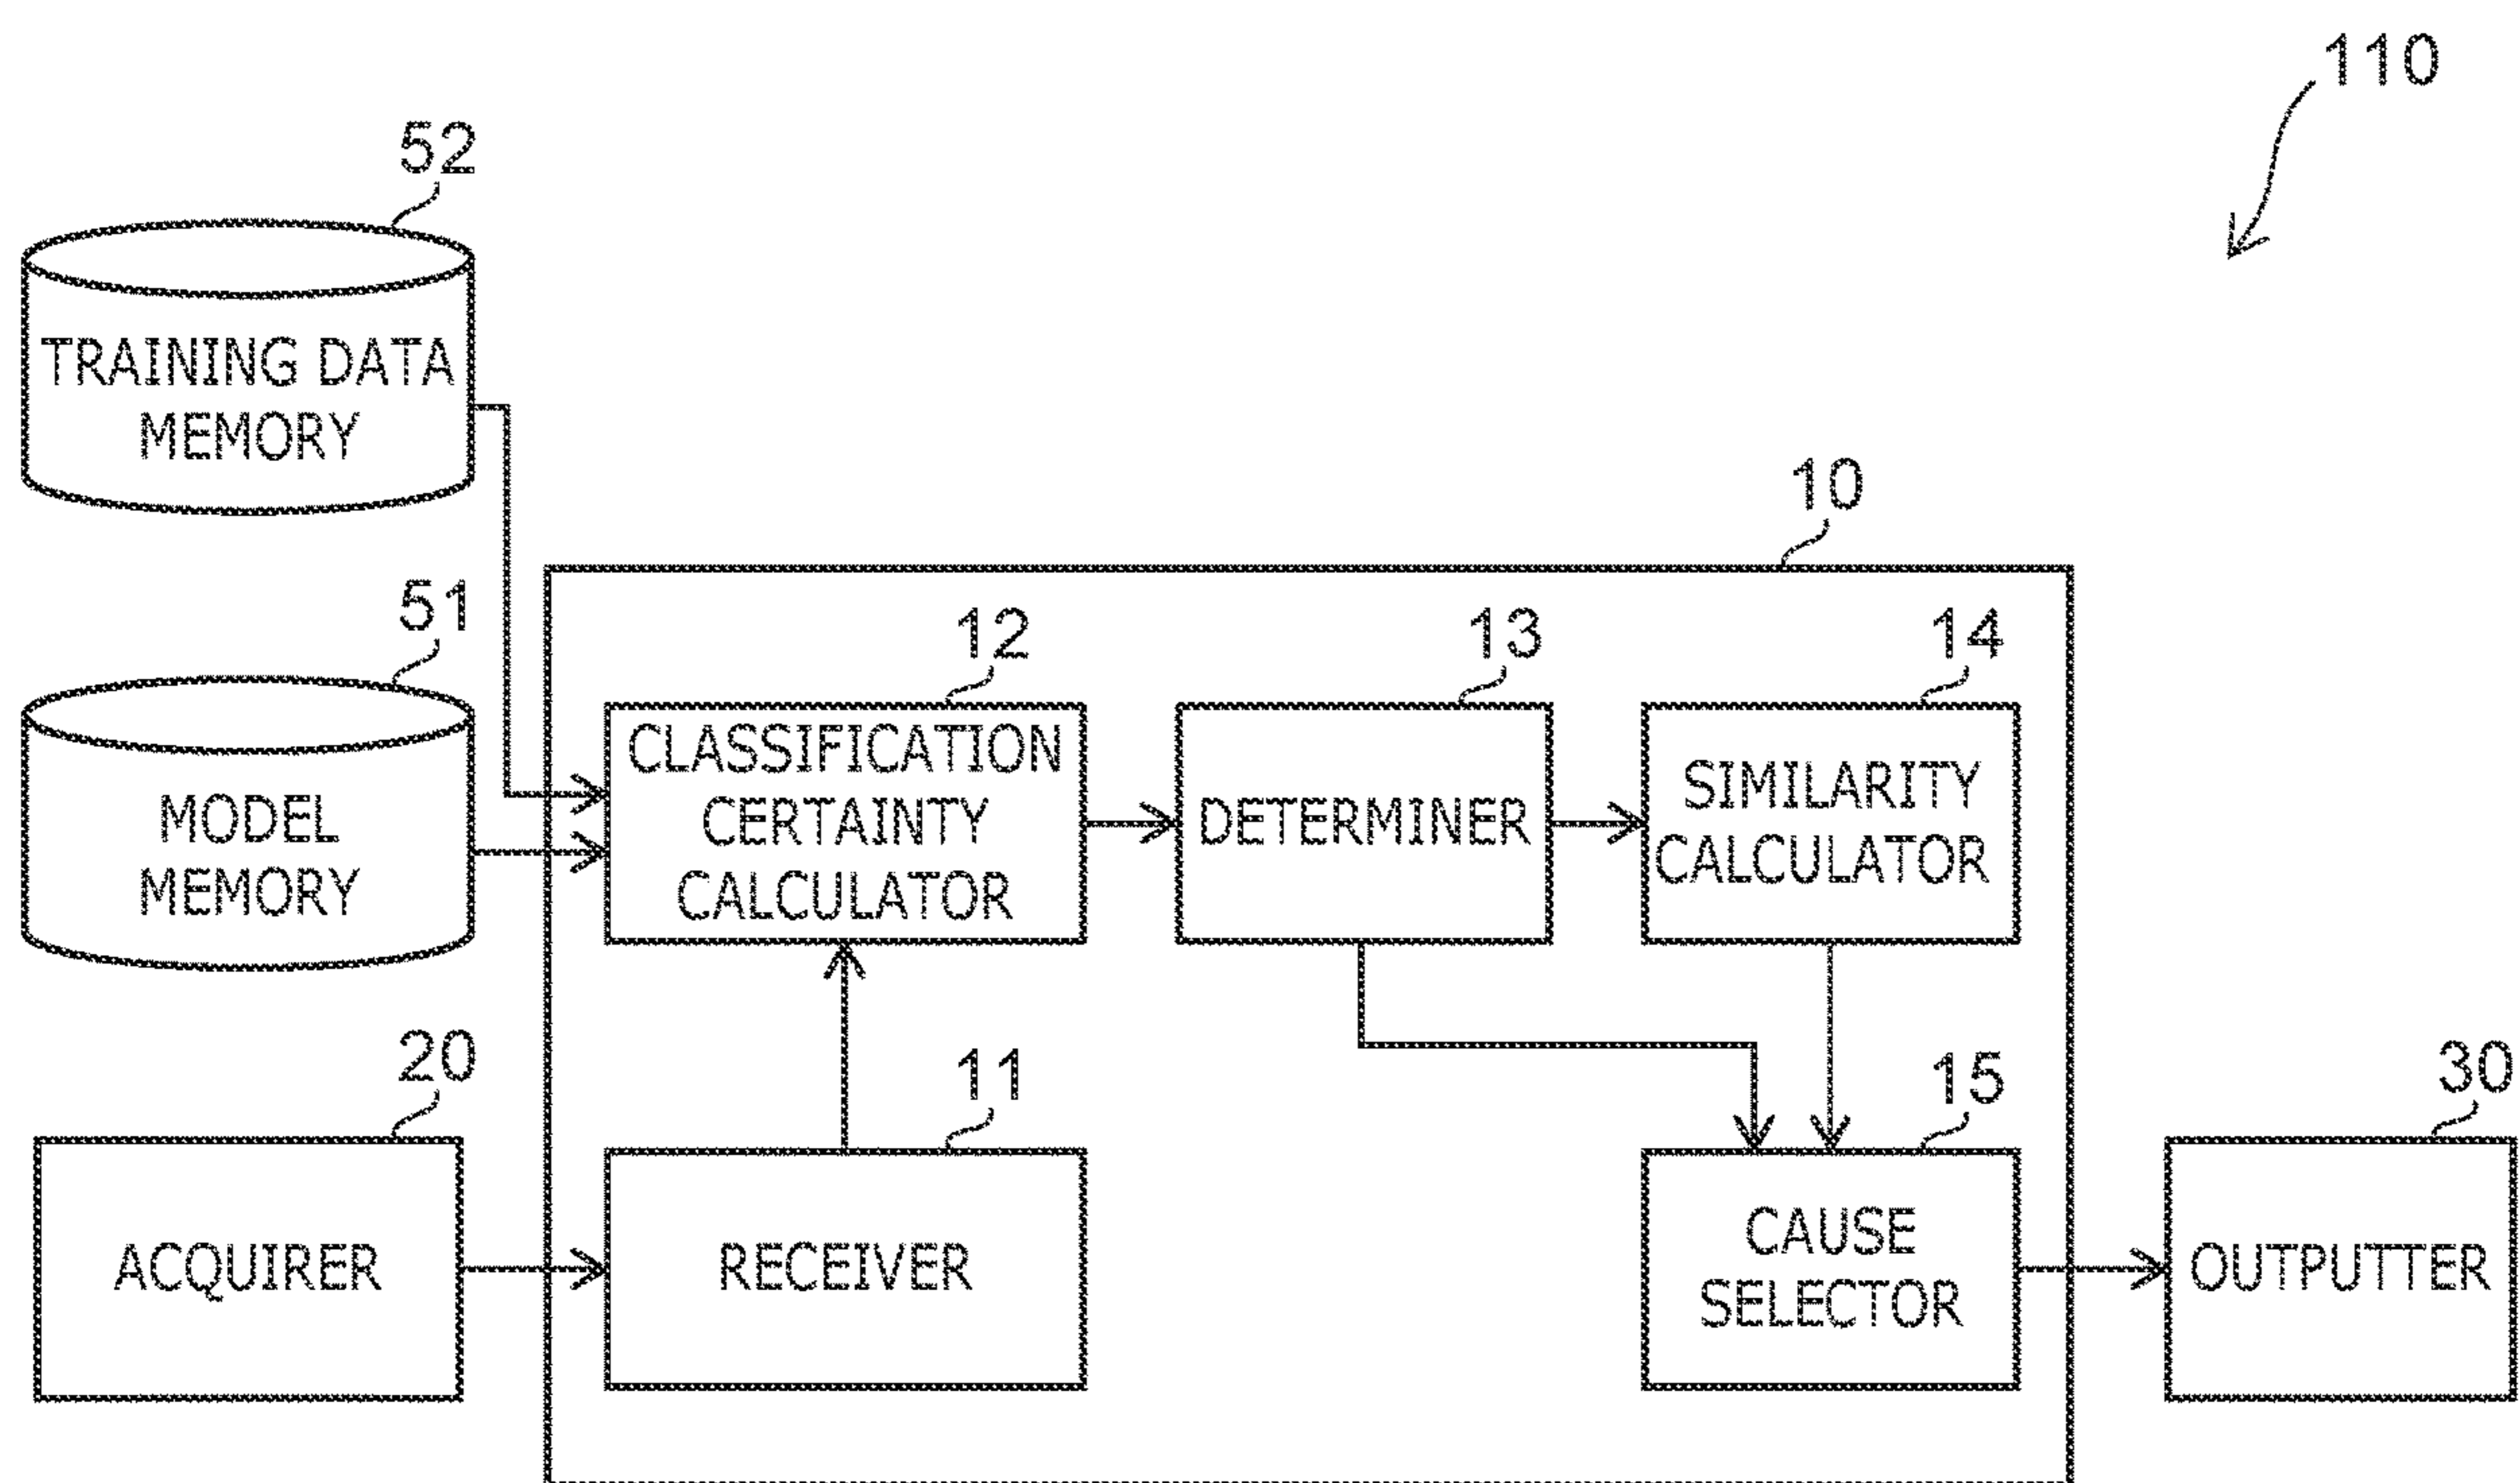 110
52
TRAINING DATA
MEMORY
10
51
MODEL
MEMORY
12
CLASSIFICATION
CERTAINTY
CALCULATOR
13
DETERMINER
14
SIMILARITY
CALCULATOR
20
ACQUIRER
11
RECEIVER
15
CAUSE
SELECTOR
30
OUTPUTTER